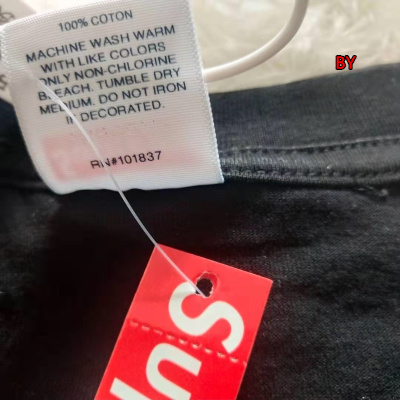 100% COTON
MACHINE WASH WARM
WITH LIKE COLORS
ONLY NON-CHLORINE
BLEACH. TUMBLE DRY
MEDIUM. DO NOT IRON
IF DECORATED.
RN#101837
BY
Sup